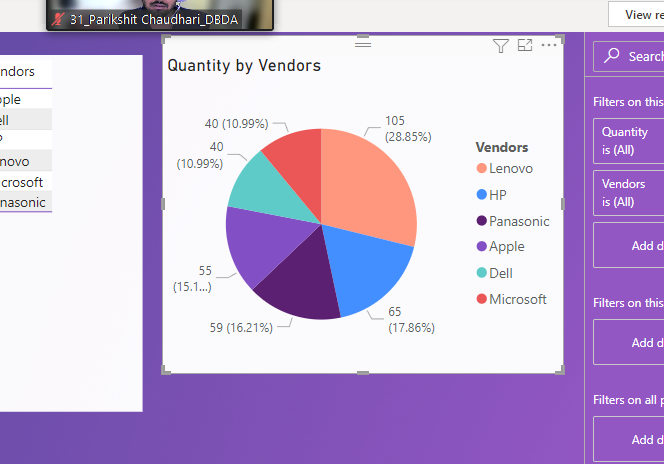 31_Parikshit Chaudhari_DBDA
View re
ndors
ple
ell
P
novo
crosoft
nasonic
Quantity by Vendors
105
(28.85%)
65
(17.86%)
59 (16.21%)
55
(15.1...)
40
(10.99%)
40 (10.99%)
Vendors
Lenovo
HP
Panasonic
Apple
Dell
Microsoft
Search
Filters on this
Quantity
is (All)
Vendors
is (All)
Add d
Filters on this
Add d
Filters on all p
Add d